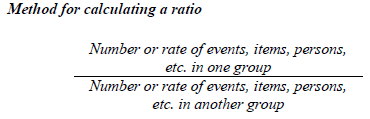 Method for calculating a ratio
Number or rate of events, items, persons,
etc. in one group
Number or rate of events, items, persons,
etc. in another group